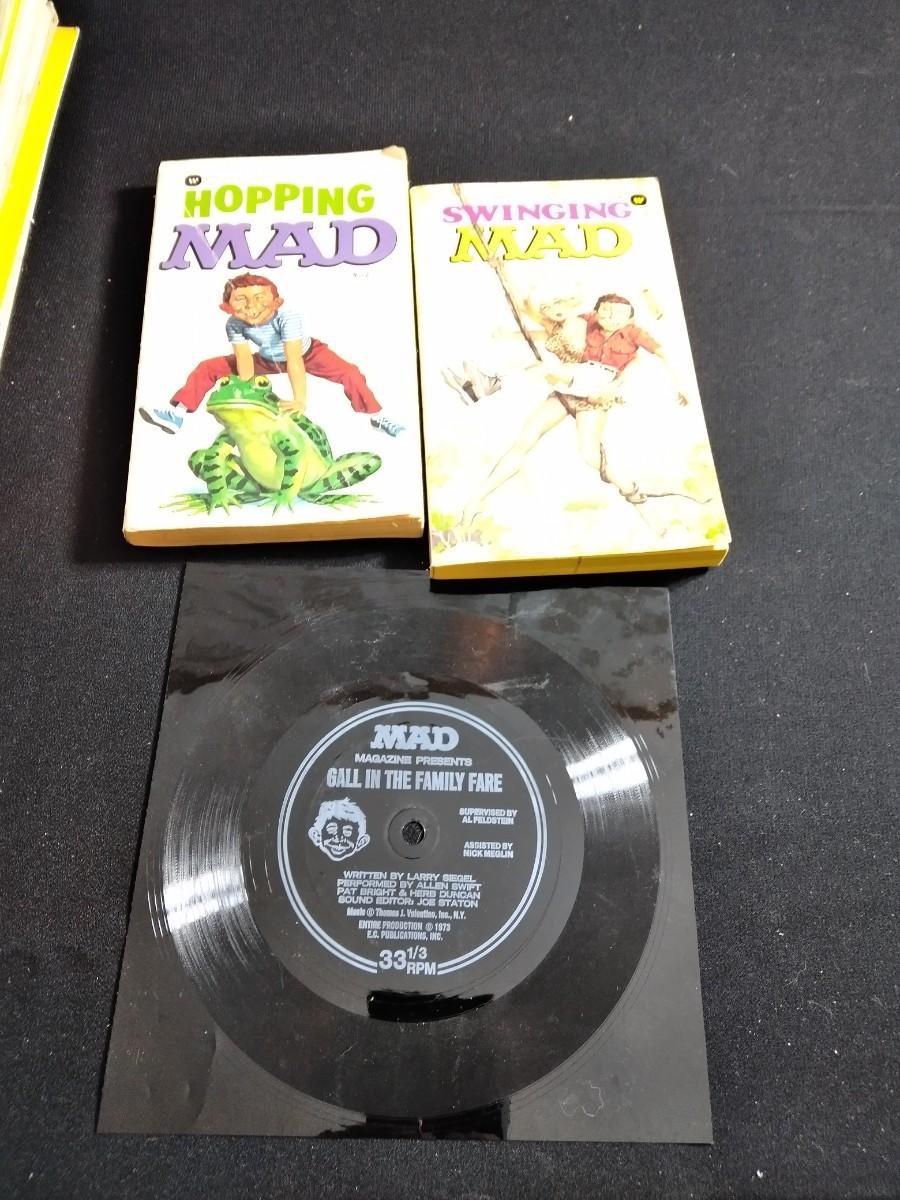 W
HOPPING
MAD
W
SWINGING
MAD
MAD
MAGAZINE PRESENTS
GALL IN THE FAMILY FARE
SUPERVISED BY
AL FELDSTEIN
ASSISTED BY
NICK MEGLIN
WRITTEN BY LARRY SIEGEL
PERFORMED BY ALLEN SWIFT
PAT BRIGHT & HERB DUNCAN
SOUND EDITOR: JOE STATON
Music © Thomas J. Valentino, Inc., N.Y.
ENTIRE PRODUCTION © 1973
E.C. PUBLICATIONS, INC.
33 1/3 RPM